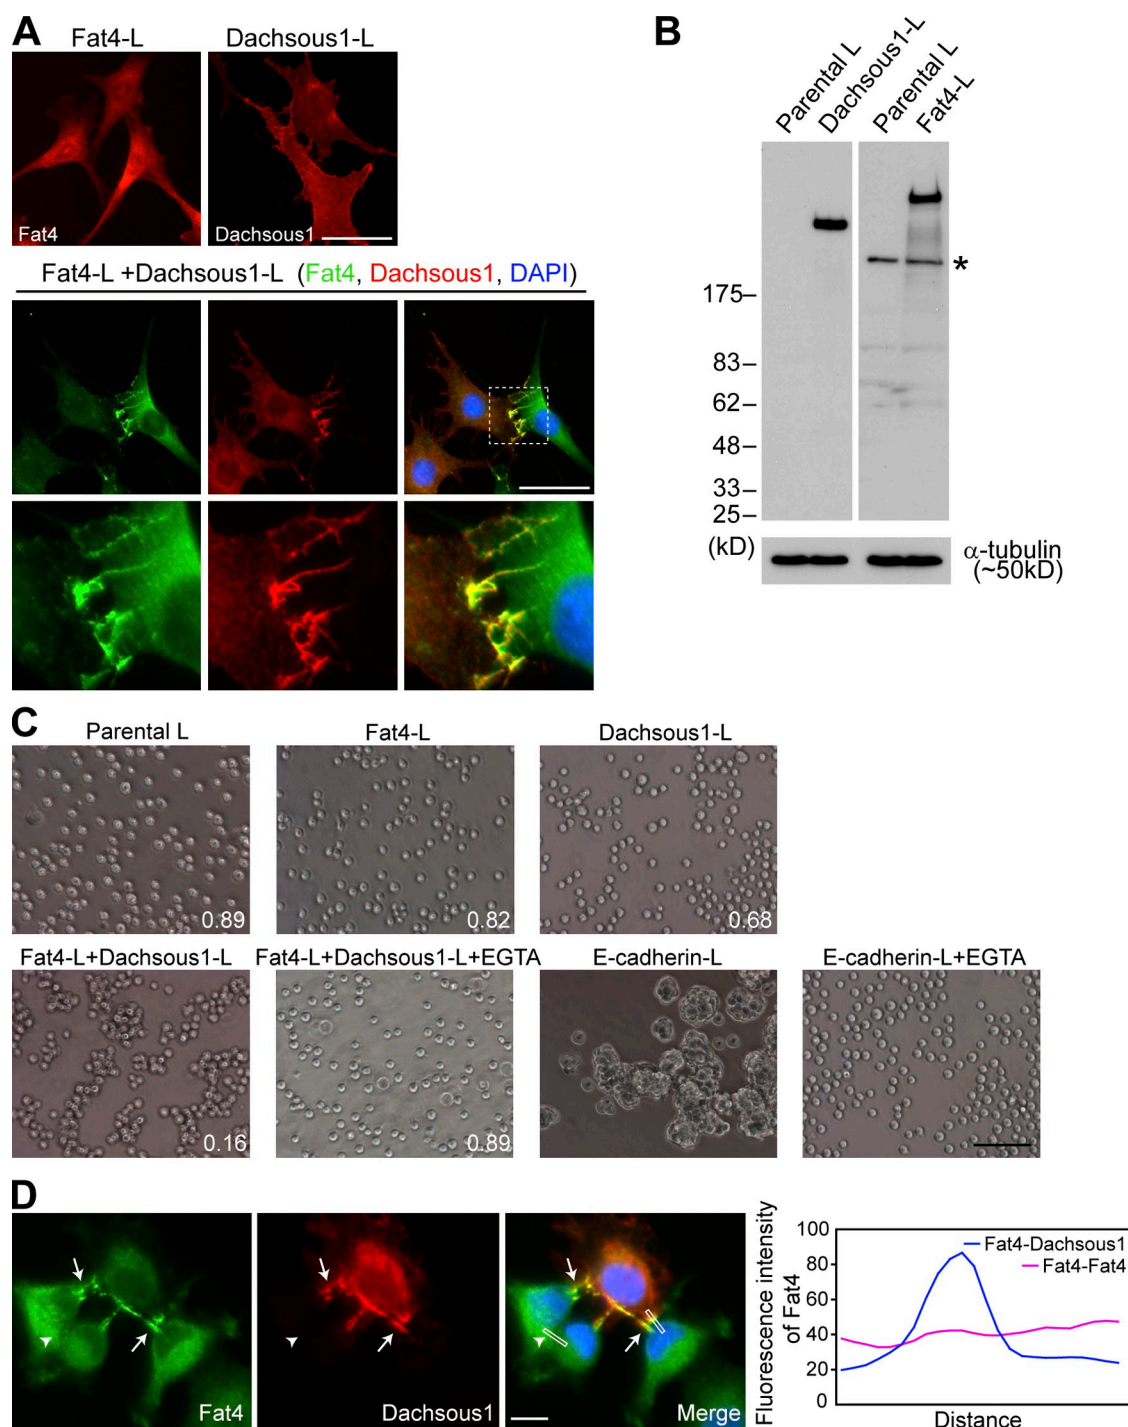 A
Fat4-L
Dachsous1-L
Fat4
Dachsous1
Fat4-L +Dachsous1-L (Fat4, Dachsous1, DAPI)
B
Parental L
Dachsous1-L
Parental L
Fat4-L
*
175
83
62
48
33
25
(kD)
α-tubulin
(~50kD)
C
Parental L
Fat4-L
Dachsous1-L
0.89
0.82
0.68
Fat4-L+Dachsous1-L
Fat4-L+Dachsous1-L+EGTA
E-cadherin-L
E-cadherin-L+EGTA
0.16
0.89
D
Fat4
Dachsous1
Merge
Fluorescence intensity
of Fat4
100
80
60
40
20
0
Fat4-Dachsous1
Fat4-Fat4
Distance